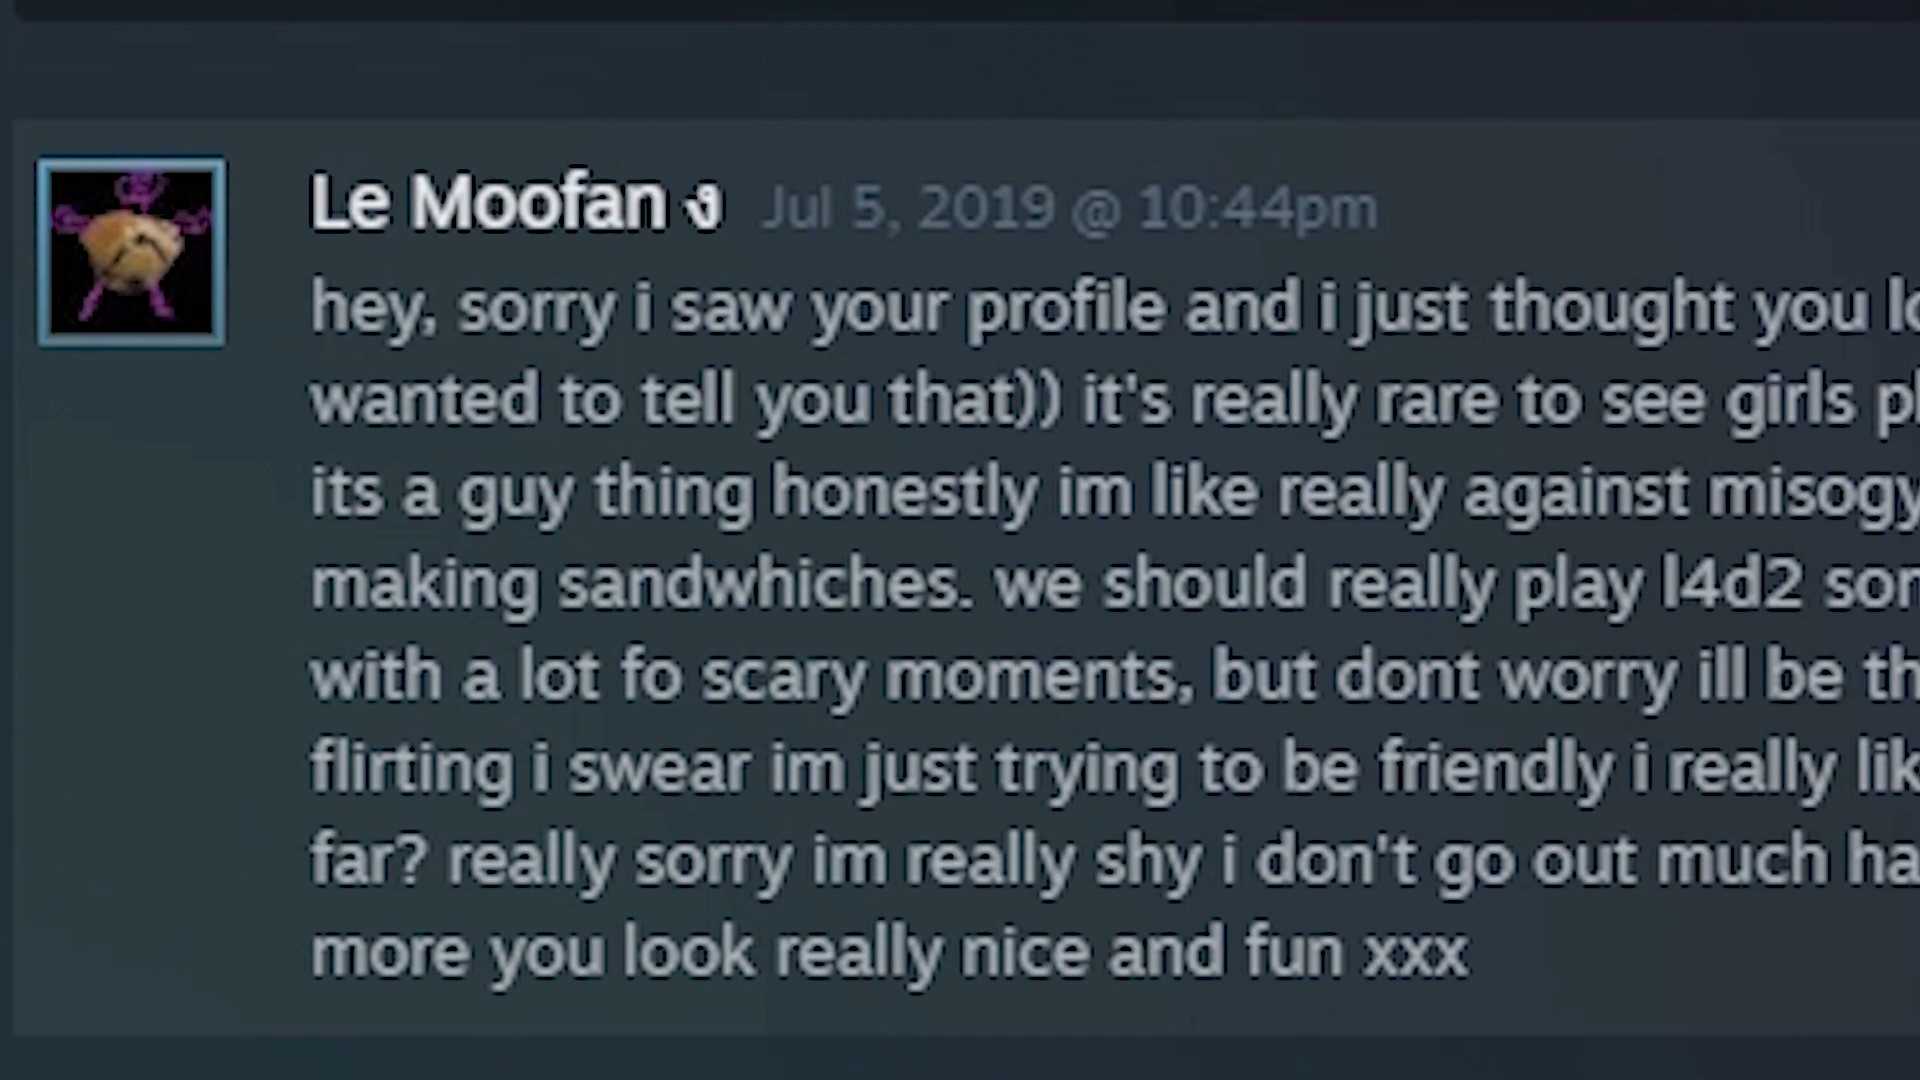 Le Moofan ง Jul 5, 2019 @ 10:44pm
hey, sorry i saw your profile and i just thought you
wanted to tell you that)) it's really rare to see girls
its a guy thing honestly im like really against
making sandwhiches. we should really play l4d2
with a lot fo scary moments, but dont worry ill be
flirting i swear im just trying to be friendly i really
far? really sorry im really shy i don't go out much
more you look really nice and fun xxx